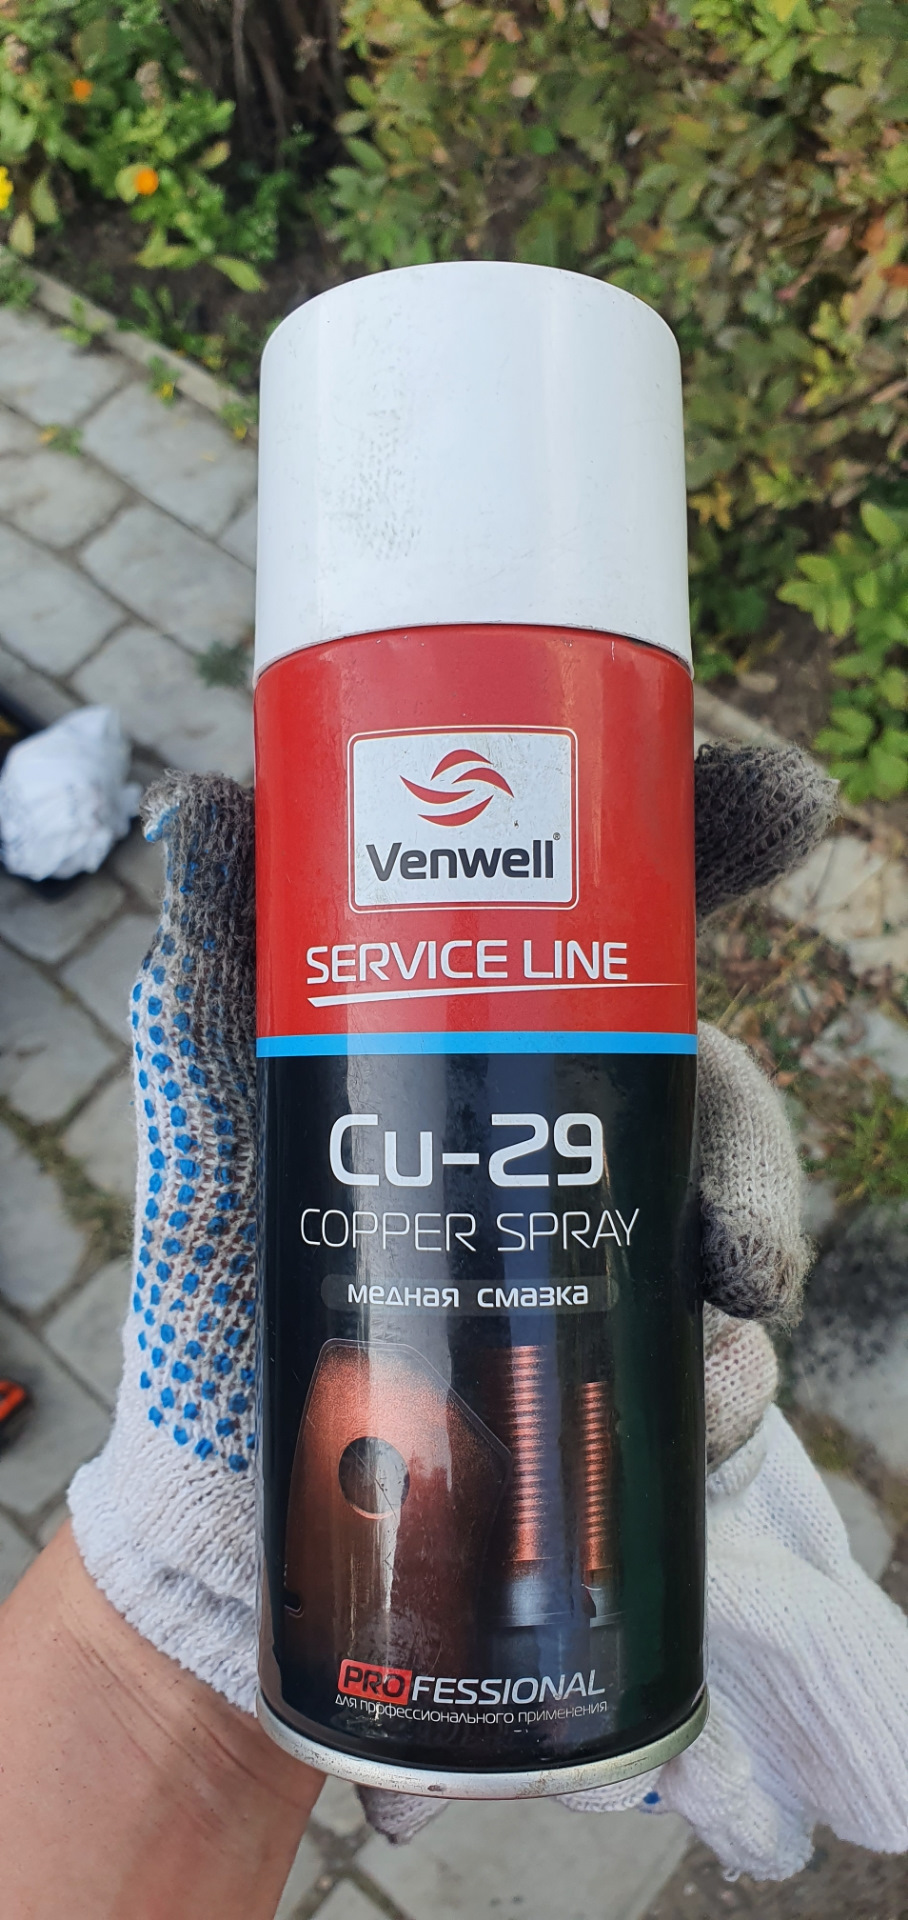 Venwell®
SERVICE LINE
Cu-29
COPPER SPRAY
медная смазка
PROFESSIONAL
для профессионального применения